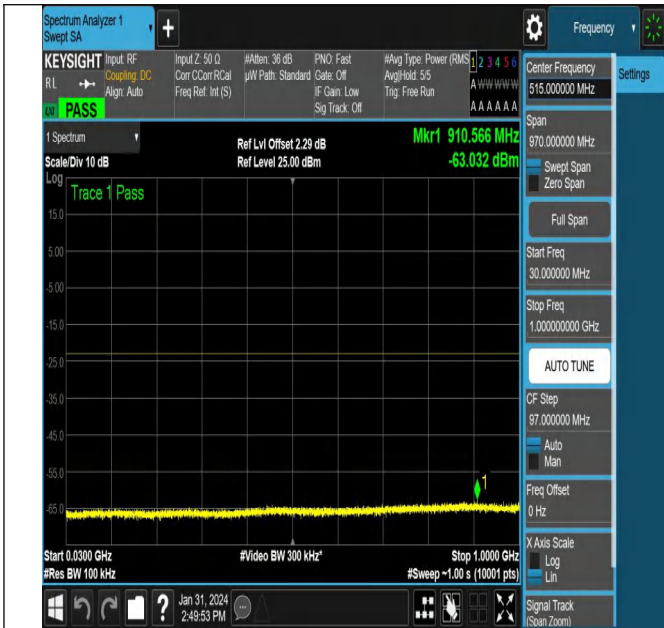 Spectrum Analyzer 1
Swept SA
Frequency
KEYSIGHT
RL
PASS
Input: RF
Coupling: DC
Align: Auto
Input Z: 50 Ω
Corr CCorr RCal
Freq Ref: Int (S)
#Atten: 36 dB
µW Path: Standard
PNO: Fast
Gate: Off
IF Gain: Low
Sig Track: Off
#Avg Type: Power (RMS
Avg|Hold: 5/5
Trig: Free Run
1 2 3 4 5 6
A W W W W W
A A A A A A
1 Spectrum
Scale/Div 10 dB
Ref Lvl Offset 2.29 dB
Ref Level 25.00 dBm
Mkr1 910.566 MHz
-63.032 dBm
Log
Trace 1 Pass
15.0
5.00
-5.00
-15.0
-25.0
-35.0
-45.0
-55.0
-65.0
1
Start 0.0300 GHz
#Video BW 300 kHz*
Stop 1.0000 GHz
#Res BW 100 kHz
#Sweep ~1.00 s (10001 pts)
?
Jan 31, 2024
2:49:53 PM
Center Frequency
515.000000 MHz
Settings
Span
970.000000 MHz
Swept Span
Zero Span
Full Span
Start Freq
30.000000 MHz
Stop Freq
1.000000000 GHz
AUTO TUNE
CF Step
97.000000 MHz
Auto
Man
Freq Offset
0 Hz
X Axis Scale
Log
Lin
Signal Track
(Span Zoom)